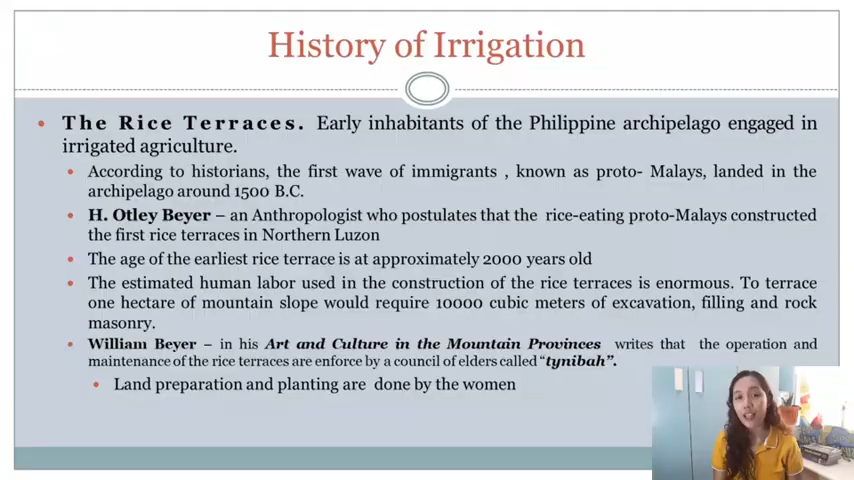 History of Irrigation
The Rice Terraces. Early inhabitants of the Philippine archipelago engaged in
irrigated agriculture.
According to historians, the first wave of immigrants , known as proto- Malays, landed in the
archipelago around 1500 B.C.
H. Otley Beyer – an Anthropologist who postulates that the rice-eating proto-Malays constructed
the first rice terraces in Northern Luzon
The age of the earliest rice terrace is at approximately 2000 years old
The estimated human labor used in the construction of the rice terraces is enormous. To terrace
one hectare of mountain slope would require 10000 cubic meters of excavation, filling and rock
masonry.
William Beyer – in his Art and Culture in the Mountain Provinces writes that the operation and
maintenance of the rice terraces are enforce by a council of elders called “tynibah”.
Land preparation and planting are done by the women